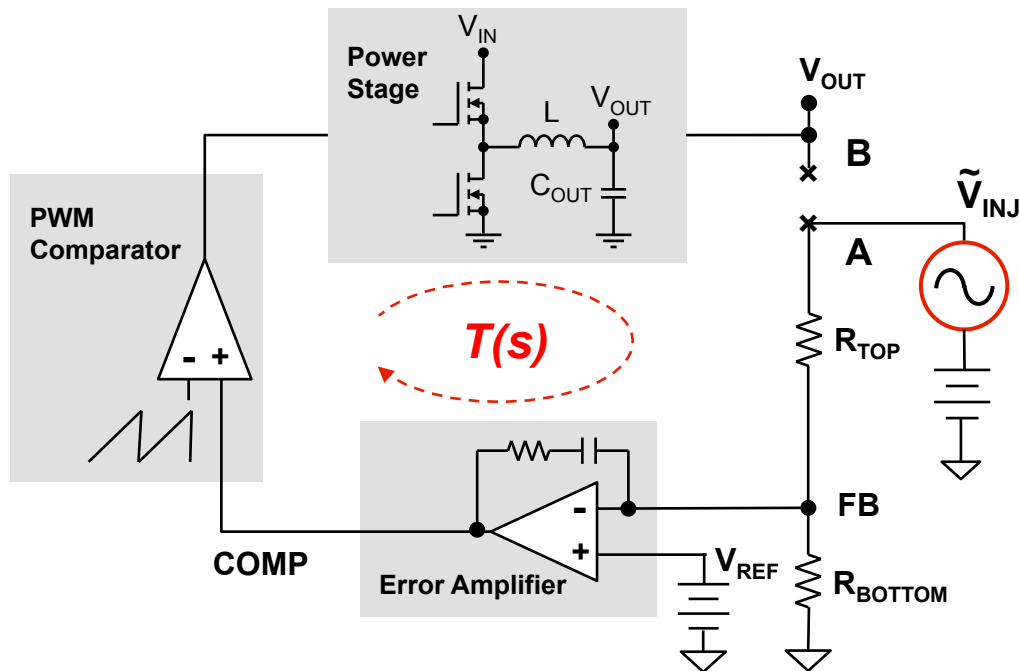 Power
Stage
V_IN
L
V_OUT
C_OUT
V_OUT
B
Ṽ_INJ
A
PWM
Comparator
- +
T(s)
R_TOP
FB
-
+
COMP
V_REF
Error Amplifier
R_BOTTOM